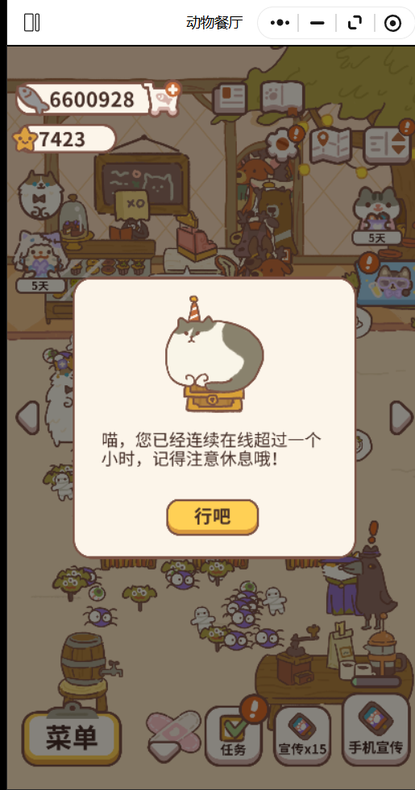 动物餐厅
6600928
7423
XO
5天
5天
喵，您已经连续在线超过一个
小时，记得注意休息哦！
行吧
菜单
任务
宣传x15
手机宣传